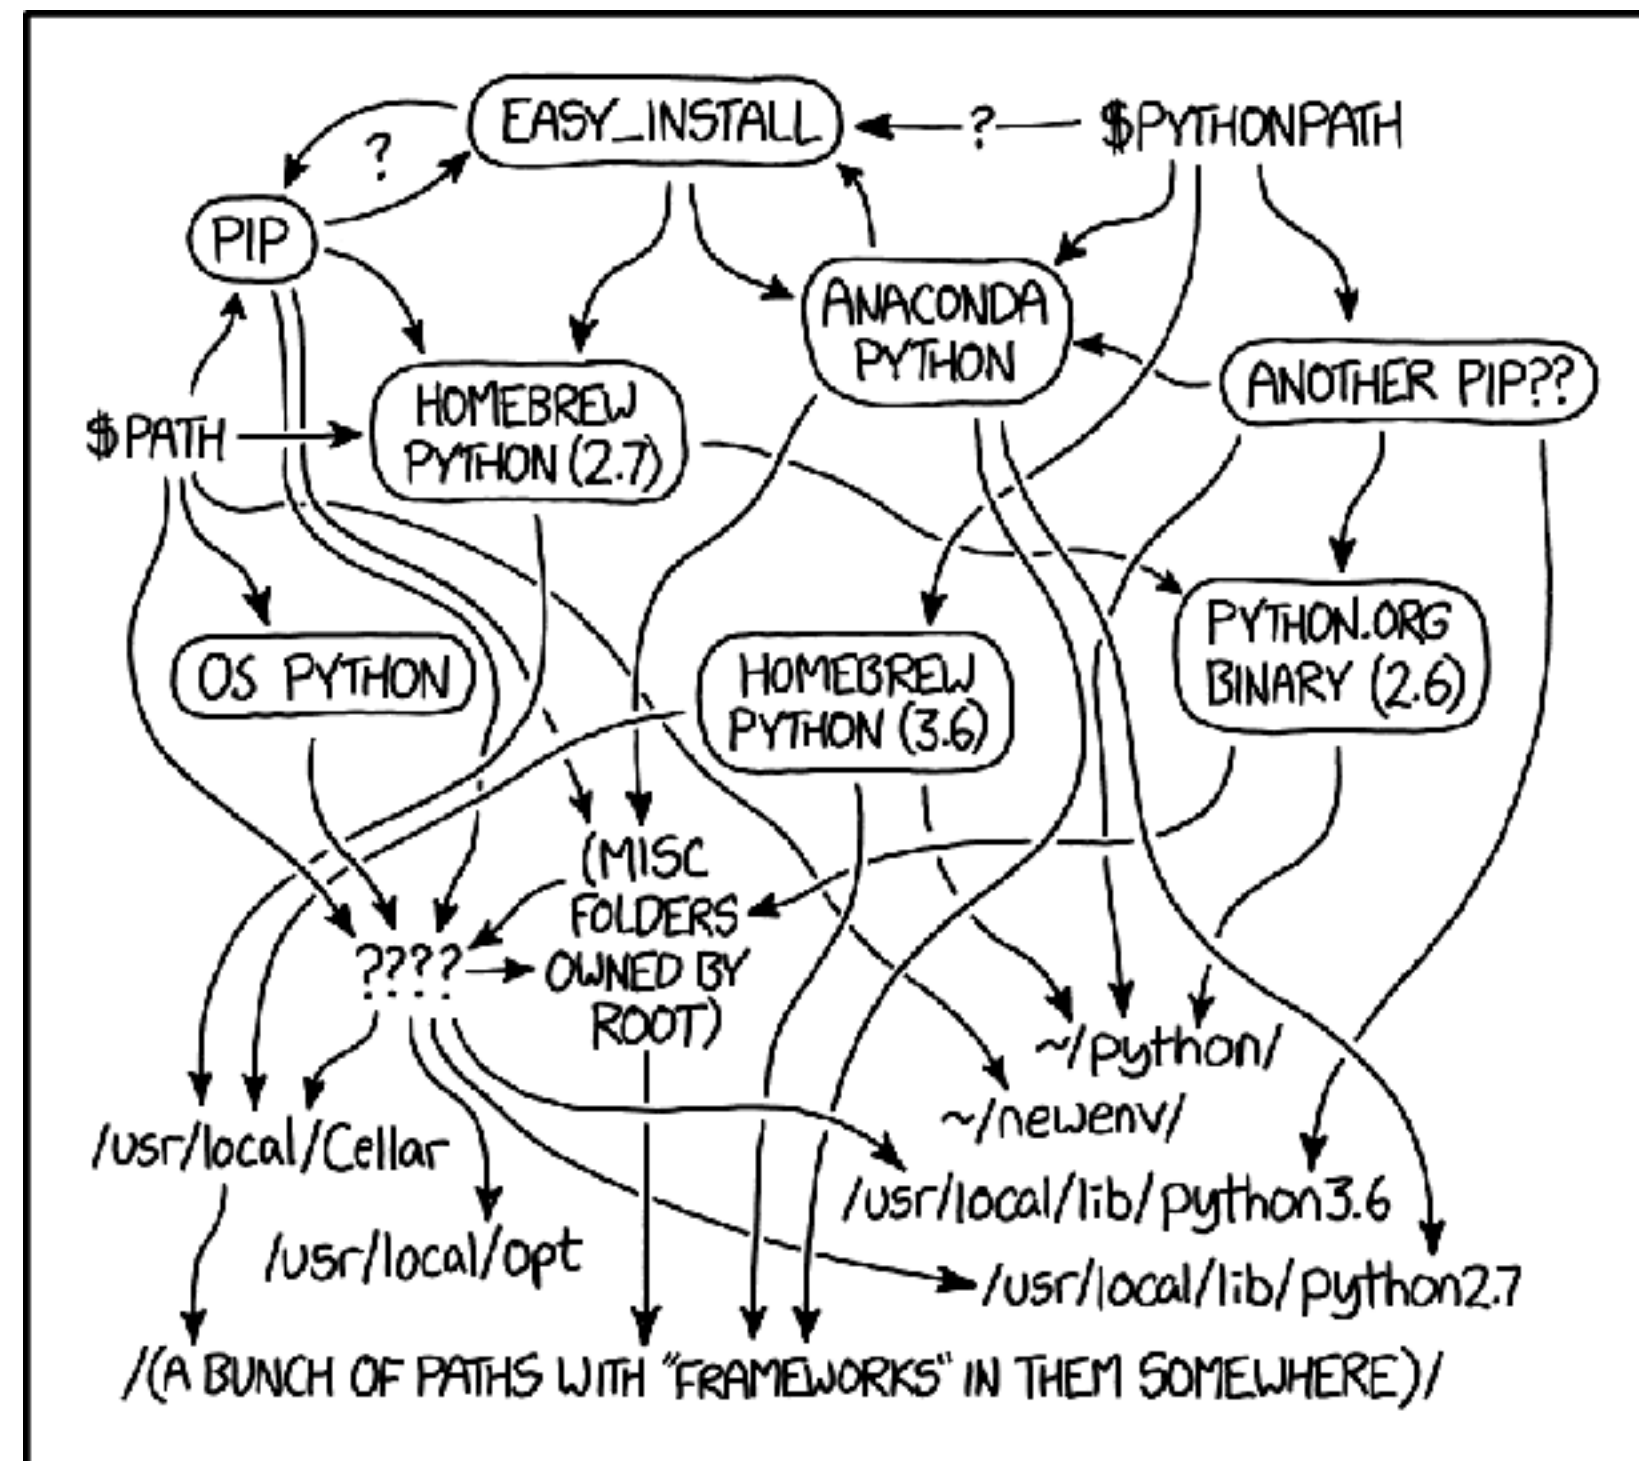 EASY_INSTALL
?
$PYTHONPATH
?
PIP
ANACONDA
PYTHON
ANOTHER PIP??
HOMEBREW
PYTHON (2.7)
$PATH
OS PYTHON
HOMEBREW
PYTHON (3.6)
PYTHON.ORG
BINARY (2.6)
(MISC
FOLDERS
OWNED BY
ROOT)
????
~/python/
~/newenv/
/usr/local/Cellar
/usr/local/lib/python3.6
/usr/local/opt
/usr/local/lib/python2.7
/(A BUNCH OF PATHS WITH "FRAMEWORKS" IN THEM SOMEWHERE)/